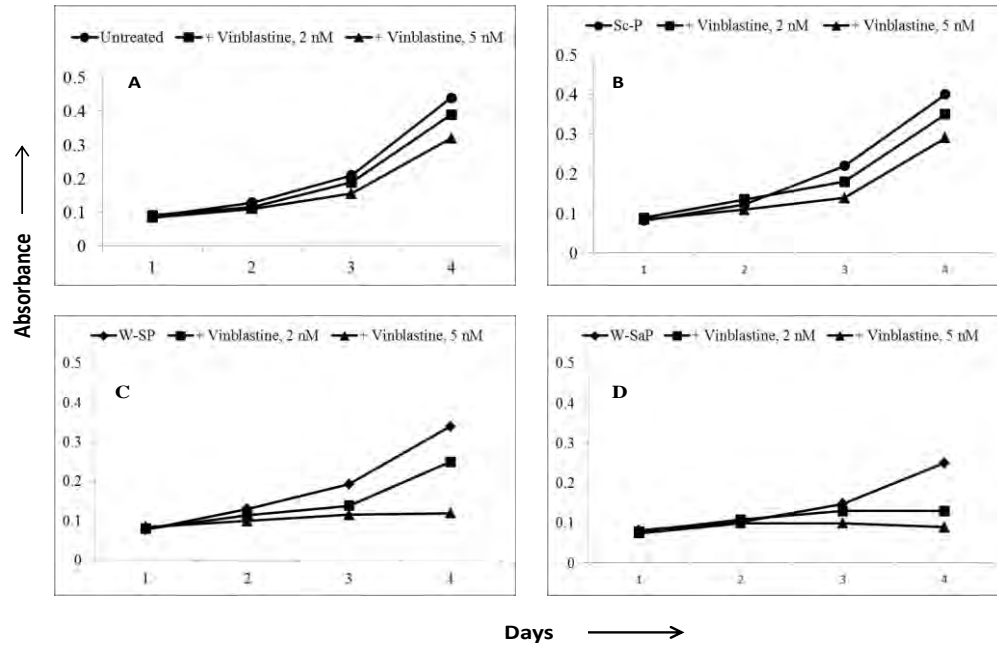 Untreated + Vinblastine, 2 nM + Vinblastine, 5 nM
A
0.5
0.4
0.3
0.2
0.1
0
1 2 3 4
Sc-P + Vinblastine, 2 nM + Vinblastine, 5 nM
B
0.5
0.4
0.3
0.2
0.1
0
1 2 3 4
W-SP + Vinblastine, 2 nM + Vinblastine, 5 nM
C
0.5
0.4
0.3
0.2
0.1
0
1 2 3 4
W-SaP + Vinblastine, 2 nM + Vinblastine, 5 nM
D
0.5
0.4
0.3
0.2
0.1
0
1 2 3 4
Absorbance
Days